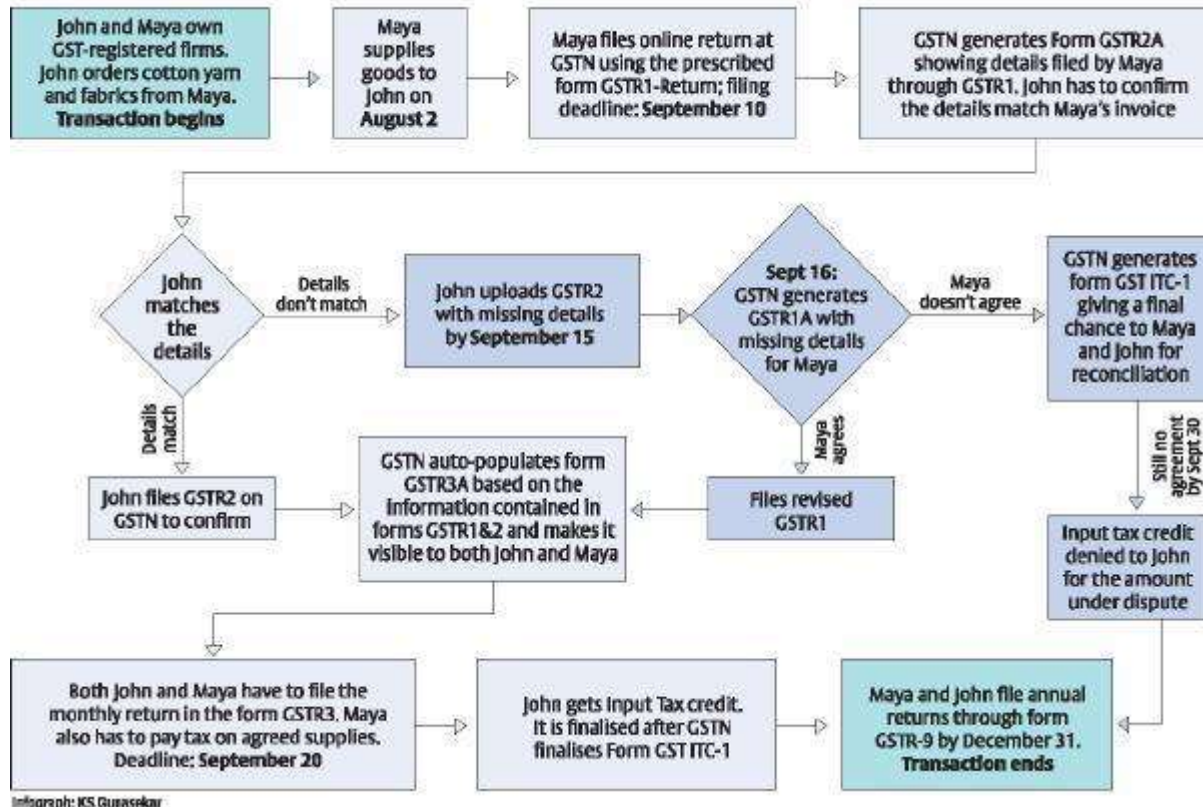 John and Maya own
GST-registered firms.
John orders cotton yarn
and fabrics from Maya.
Transaction begins
Maya
supplies
goods to
John on
August 2
Maya files online return at
GSTN using the prescribed
form GSTR1-Return; filing
deadline: September 10
GSTN generates Form GSTR2A
showing details filed by Maya
through GSTR1. John has to confirm
the details match Maya's invoice
John
matches
the
details
Details
don't match
John uploads GSTR2
with missing details
by September 15
Sept 16:
GSTN generates
GSTR1A with
missing details
for Maya
Maya
doesn't agree
GSTN generates
form GST ITC-1
giving a final
chance to Maya
and John for
reconciliation
Details
match
John files GSTR2 on
GSTN to confirm
GSTN auto-populates form
GSTR3A based on the
information contained in
forms GSTR1&2 and makes it
visible to both John and Maya
Maya
agrees
Files revised
GSTR1
Still no
agreement
by Sept 30
Input tax credit
denied to John
for the amount
under dispute
Both John and Maya have to file the
monthly return in the form GSTR3. Maya
also has to pay tax on agreed supplies.
Deadline: September 20
John gets Input Tax credit.
It is finalised after GSTN
finalises Form GST ITC-1
Maya and John file annual
returns through form
GSTR-9 by December 31.
Transaction ends
Infograph: KS Gunasekar